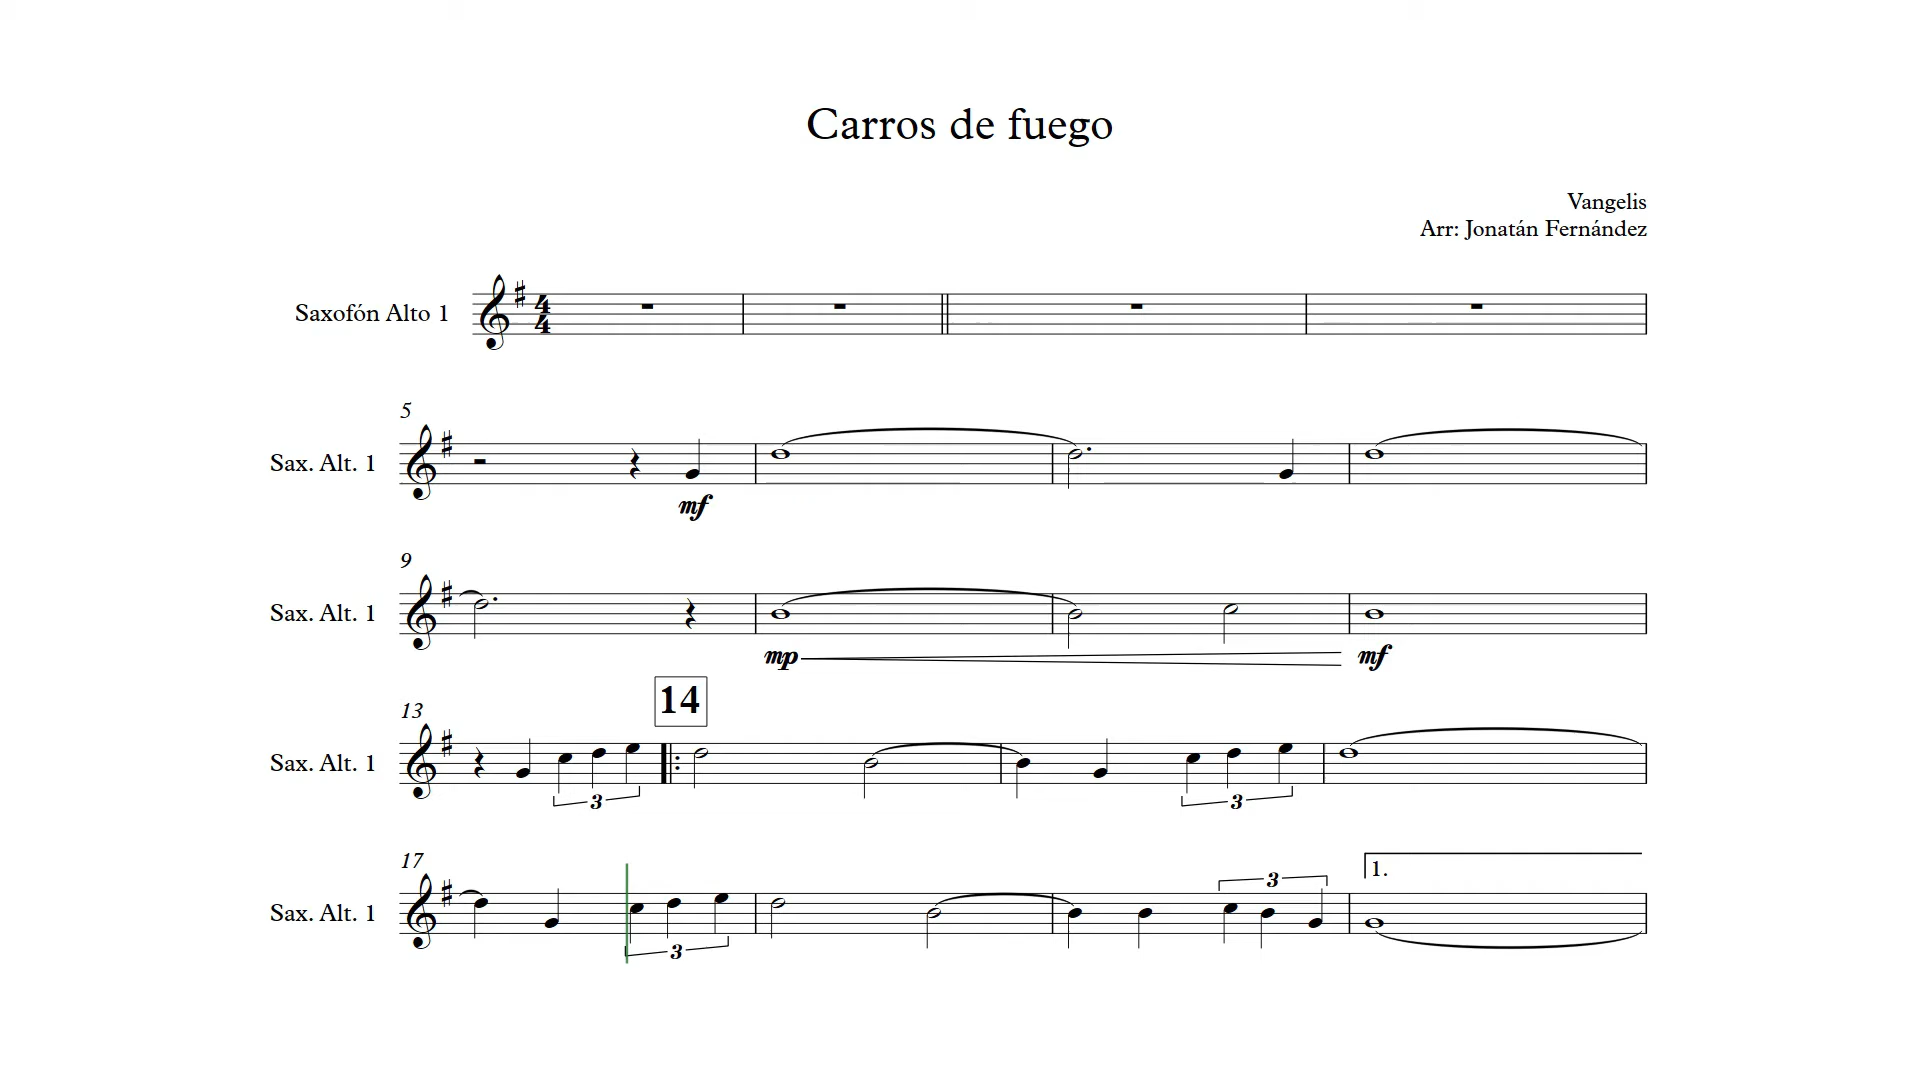 Carros de fuego
Vangelis
Arr: Jonatán Fernández
Saxofón Alto 1
4
4
5
Sax. Alt. 1
mf
9
Sax. Alt. 1
mp
mf
14
13
Sax. Alt. 1
3
3
17
1.
3
Sax. Alt. 1
3